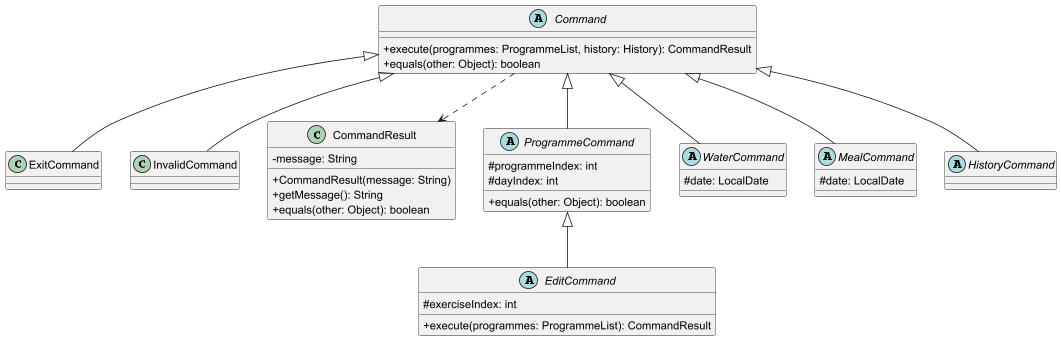 A Command
+execute(programmes: ProgrammeList, history: History): CommandResult
+equals(other: Object): boolean
C ExitCommand
C InvalidCommand
C CommandResult
-message: String
+CommandResult(message: String)
+getMessage(): String
+equals(other: Object): boolean
A ProgrammeCommand
#programmeIndex: int
#dayIndex: int
+equals(other: Object): boolean
A WaterCommand
#date: LocalDate
A MealCommand
#date: LocalDate
A HistoryCommand
A EditCommand
#exerciseIndex: int
+execute(programmes: ProgrammeList): CommandResult